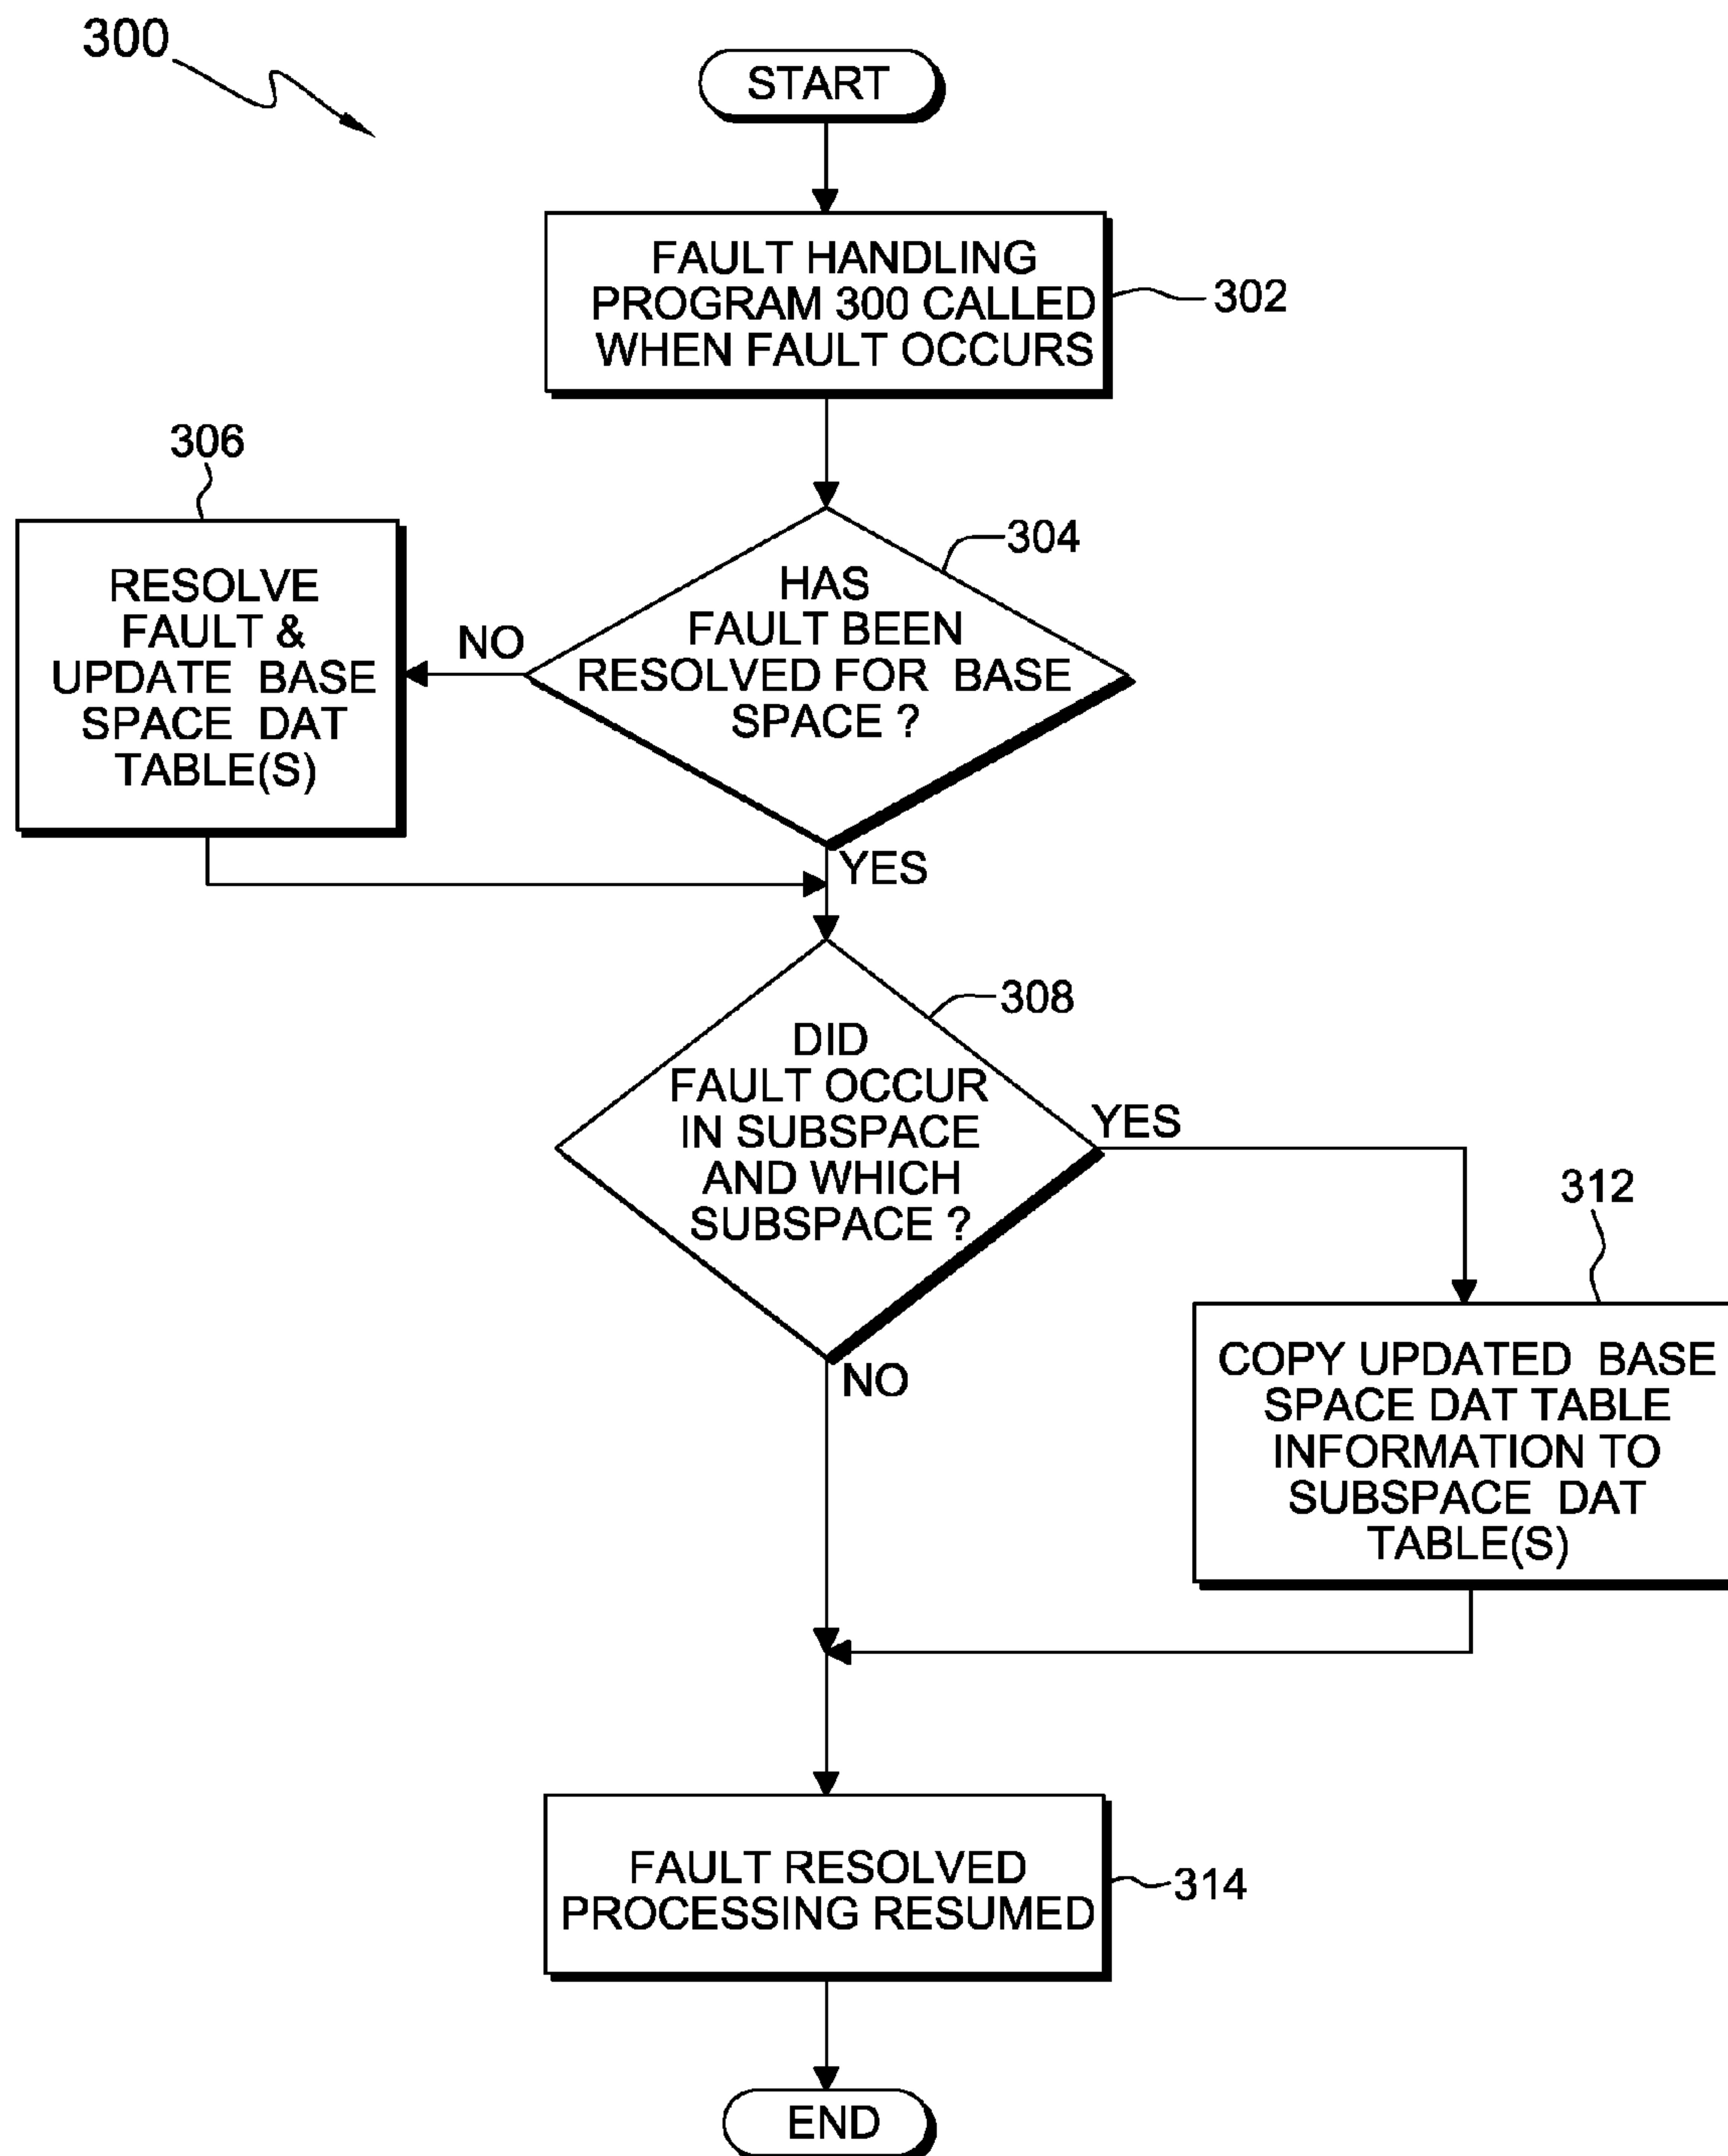 300
START
FAULT HANDLING
PROGRAM 300 CALLED
WHEN FAULT OCCURS
302
306
RESOLVE
FAULT &
UPDATE BASE
SPACE DAT
TABLE(S)
NO
304
HAS
FAULT BEEN
RESOLVED FOR BASE
SPACE ?
YES
308
DID
FAULT OCCUR
IN SUBSPACE
AND WHICH
SUBSPACE ?
YES
NO
312
COPY UPDATED BASE
SPACE DAT TABLE
INFORMATION TO
SUBSPACE DAT
TABLE(S)
FAULT RESOLVED
PROCESSING RESUMED
314
END